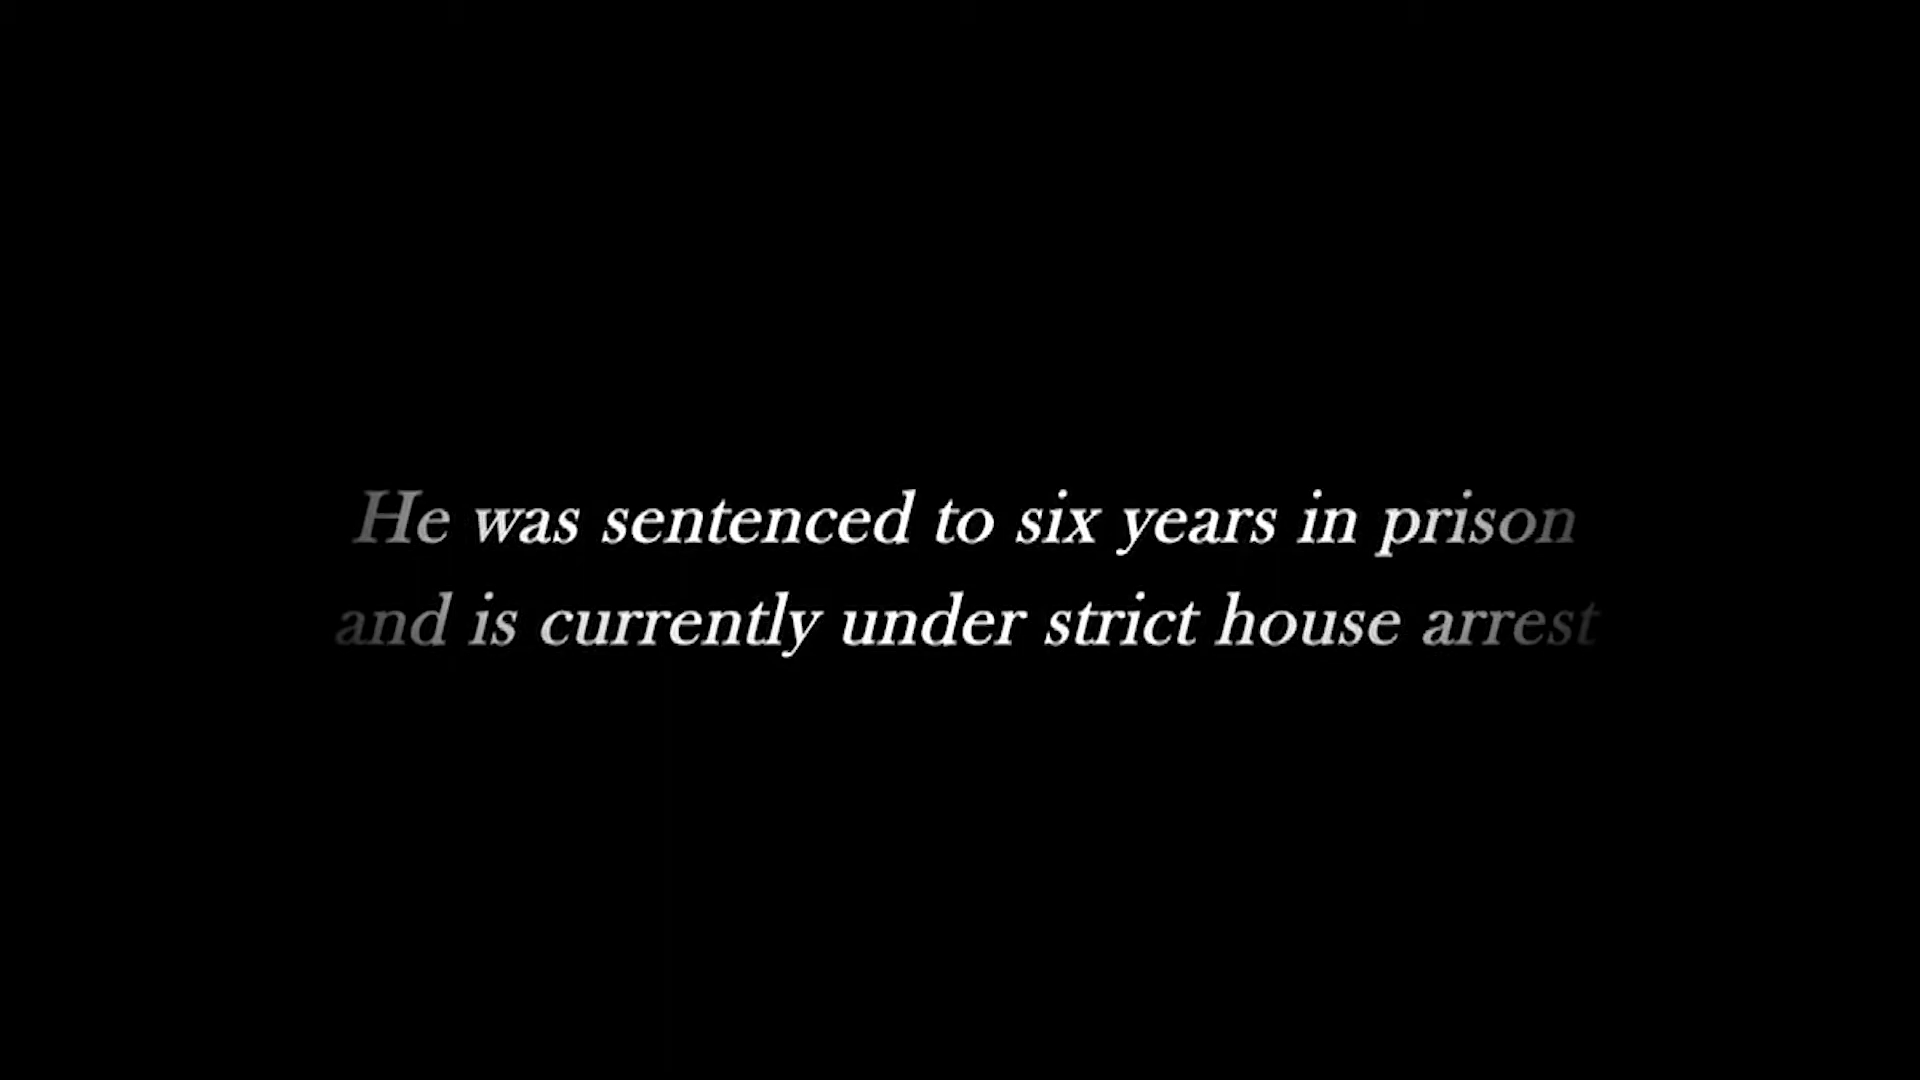 He was sentenced to six years in prison
and is currently under strict house arrest